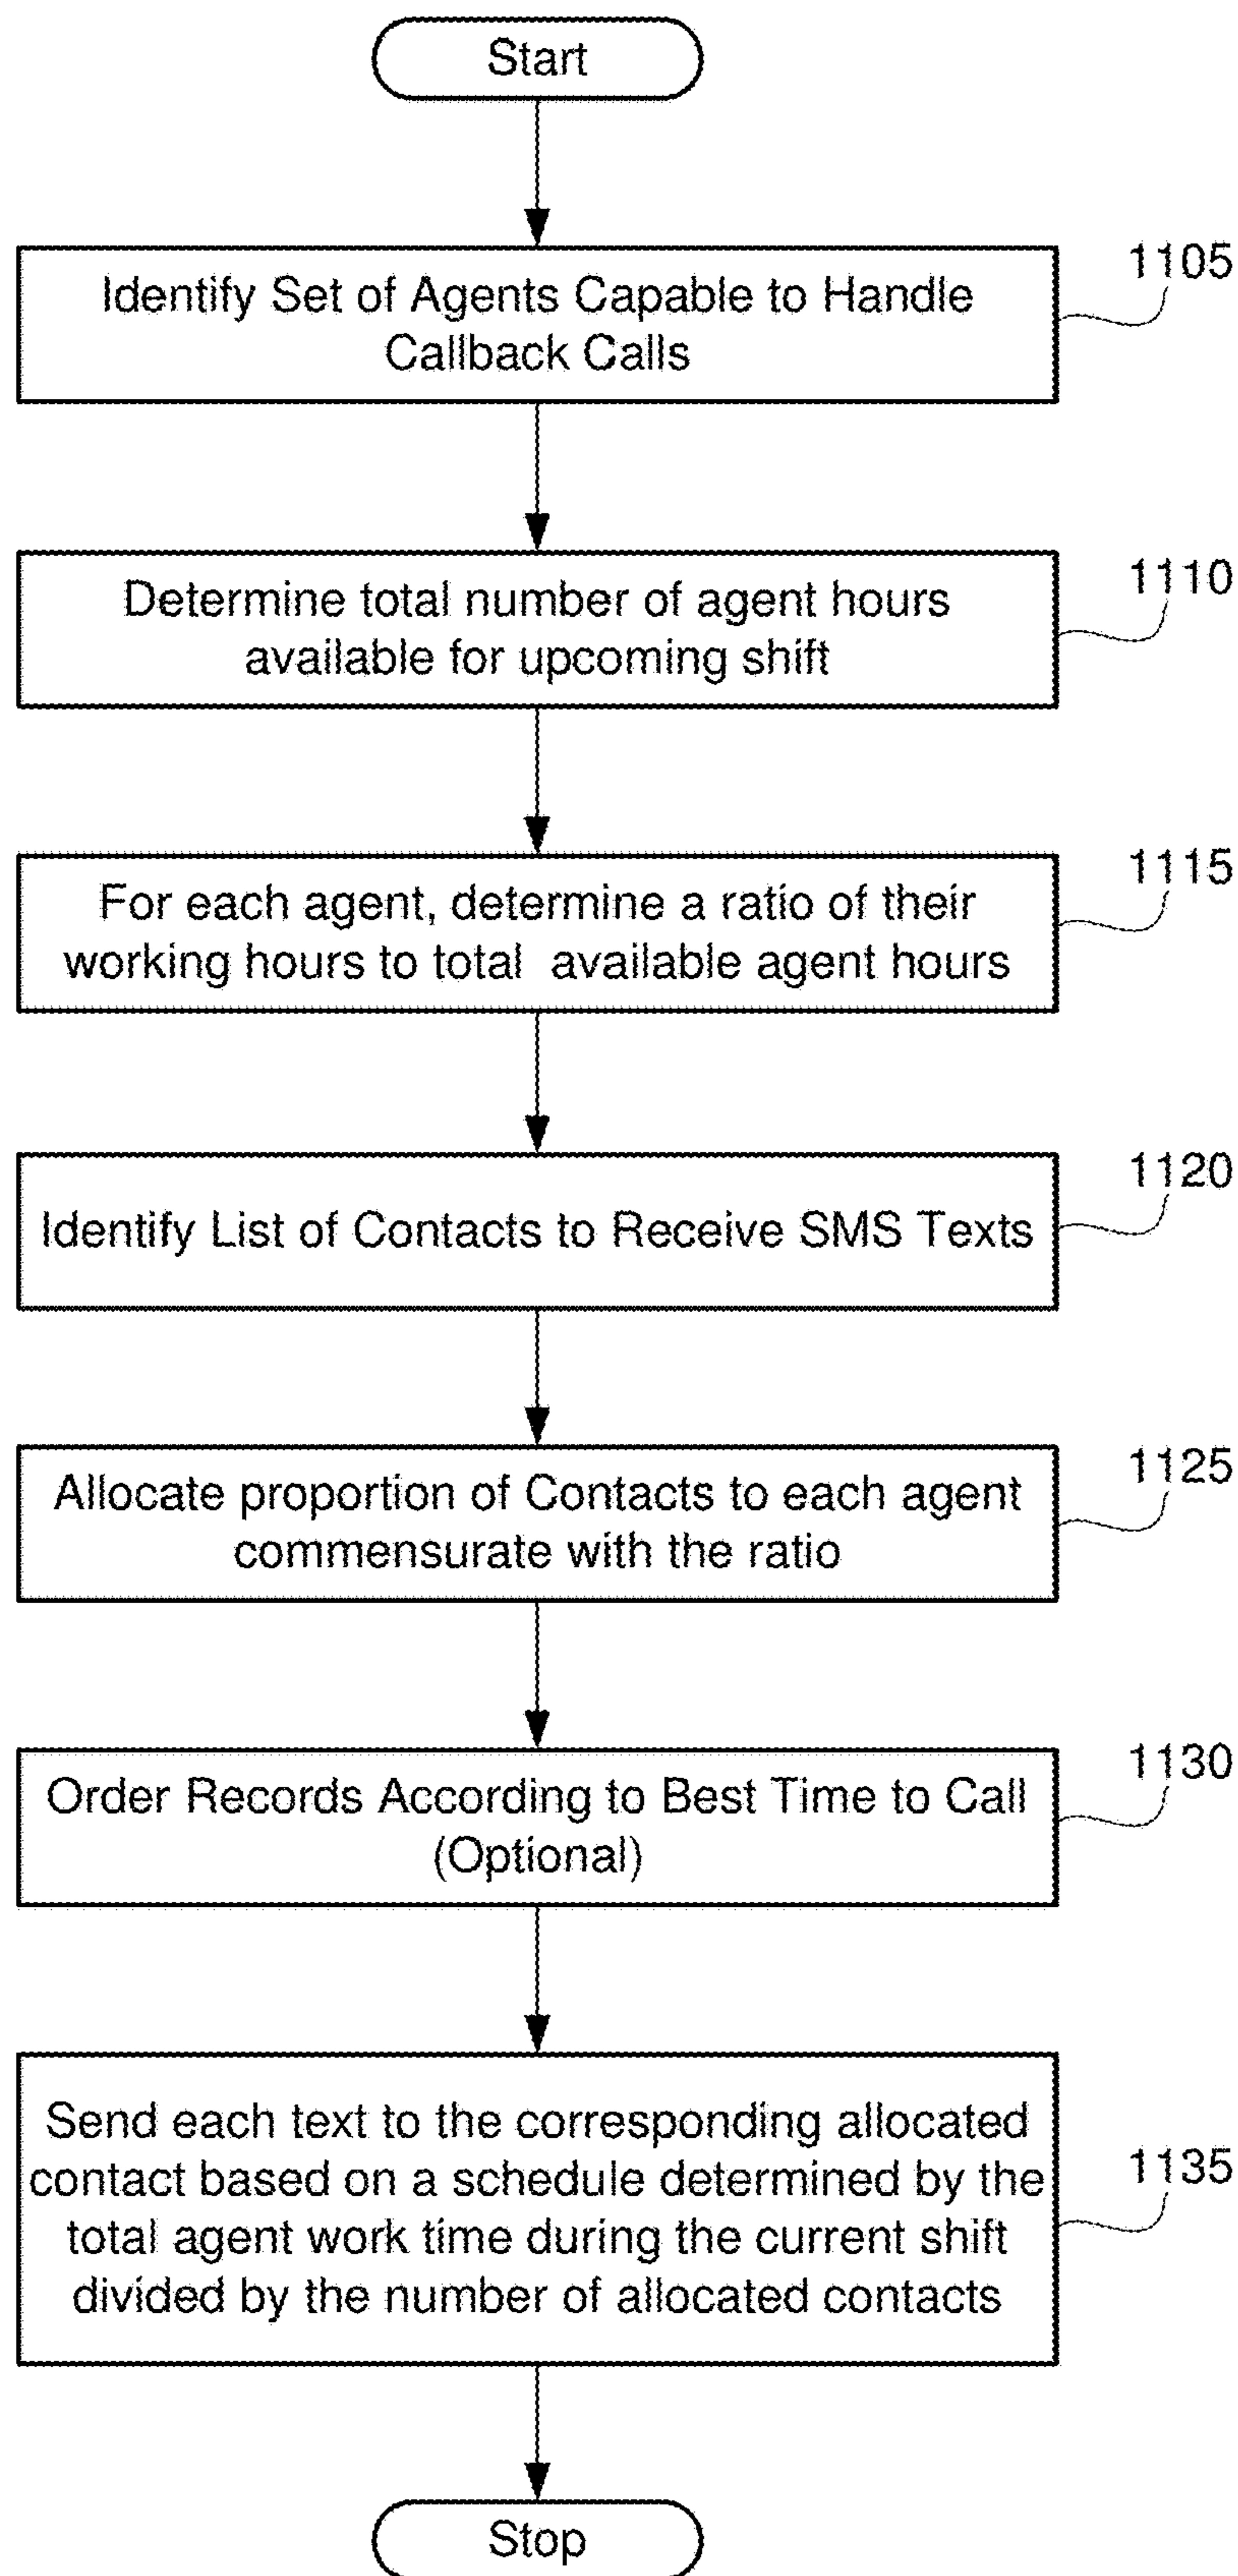 Start
Identify Set of Agents Capable to Handle
Callback Calls
1105
Determine total number of agent hours
available for upcoming shift
1110
For each agent, determine a ratio of their
working hours to total available agent hours
1115
Identify List of Contacts to Receive SMS Texts
1120
Allocate proportion of Contacts to each agent
commensurate with the ratio
1125
Order Records According to Best Time to Call
(Optional)
1130
Send each text to the corresponding allocated
contact based on a schedule determined by the
total agent work time during the current shift
divided by the number of allocated contacts
1135
Stop